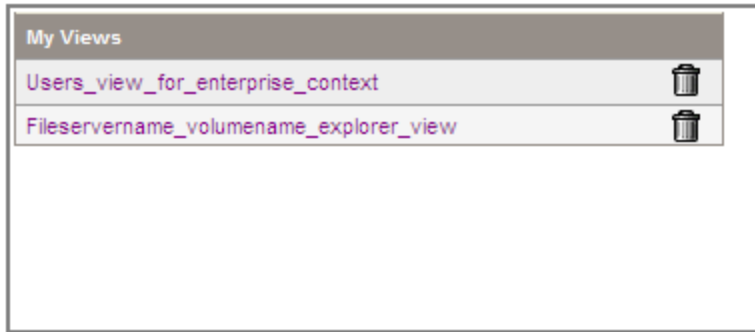 My Views
Users_view_for_enterprise_context
Fileservername_volumename_explorer_view